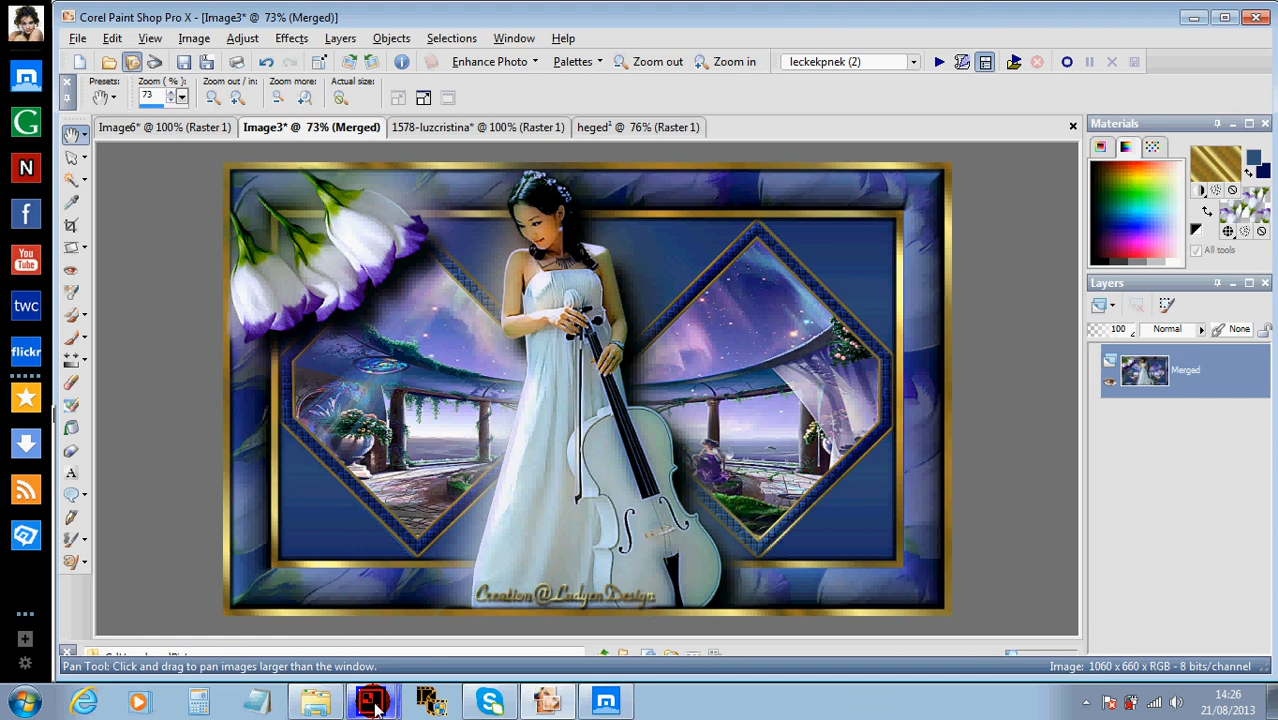 Corel Paint Shop Pro X - [Image3* @ 73% (Merged)]
File Edit View Image Adjust Effects Layers Objects Selections Window Help
Enhance Photo Palettes Zoom out Zoom in leckekpnek (2)
Presets: Zoom ( % ): Zoom out / in: Zoom more: Actual size:
73
Image6* @ 100% (Raster 1) Image3* @ 73% (Merged) 1578-luzcristina* @ 100% (Raster 1) heged¹ @ 76% (Raster 1)
Materials
All tools
Layers
100 Normal None
Merged
G
N
f
You Tube
twc
flickr
A
Creation @LadyenDesign
Pan Tool: Click and drag to pan images larger than the window.
Image: 1060 x 660 x RGB - 8 bits/channel
14:26
21/08/2013